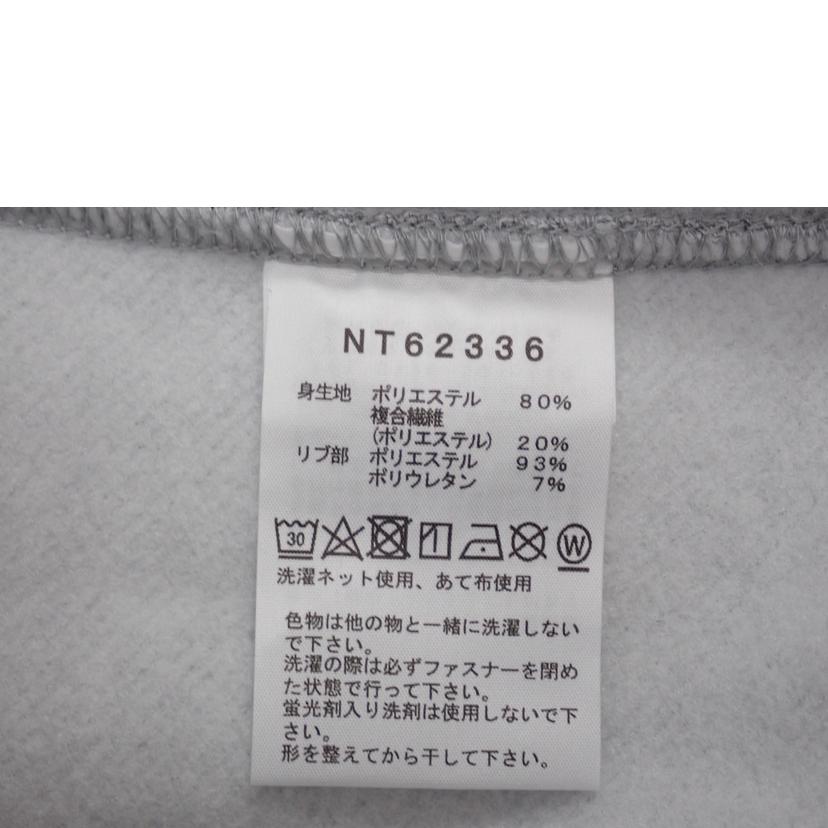 NT62336
身生地 ポリエステル 80%
複合繊維
(ポリエステル) 20%
リブ部 ポリエステル 93%
ポリウレタン 7%
30 W
洗濯ネット使用、あて布使用
色物は他の物と一緒に洗濯しない
で下さい。
洗濯の際は必ずファスナーを閉め
た状態で行って下さい。
蛍光剤入り洗剤は使用しないで下
さい。
形を整えてから干して下さい。